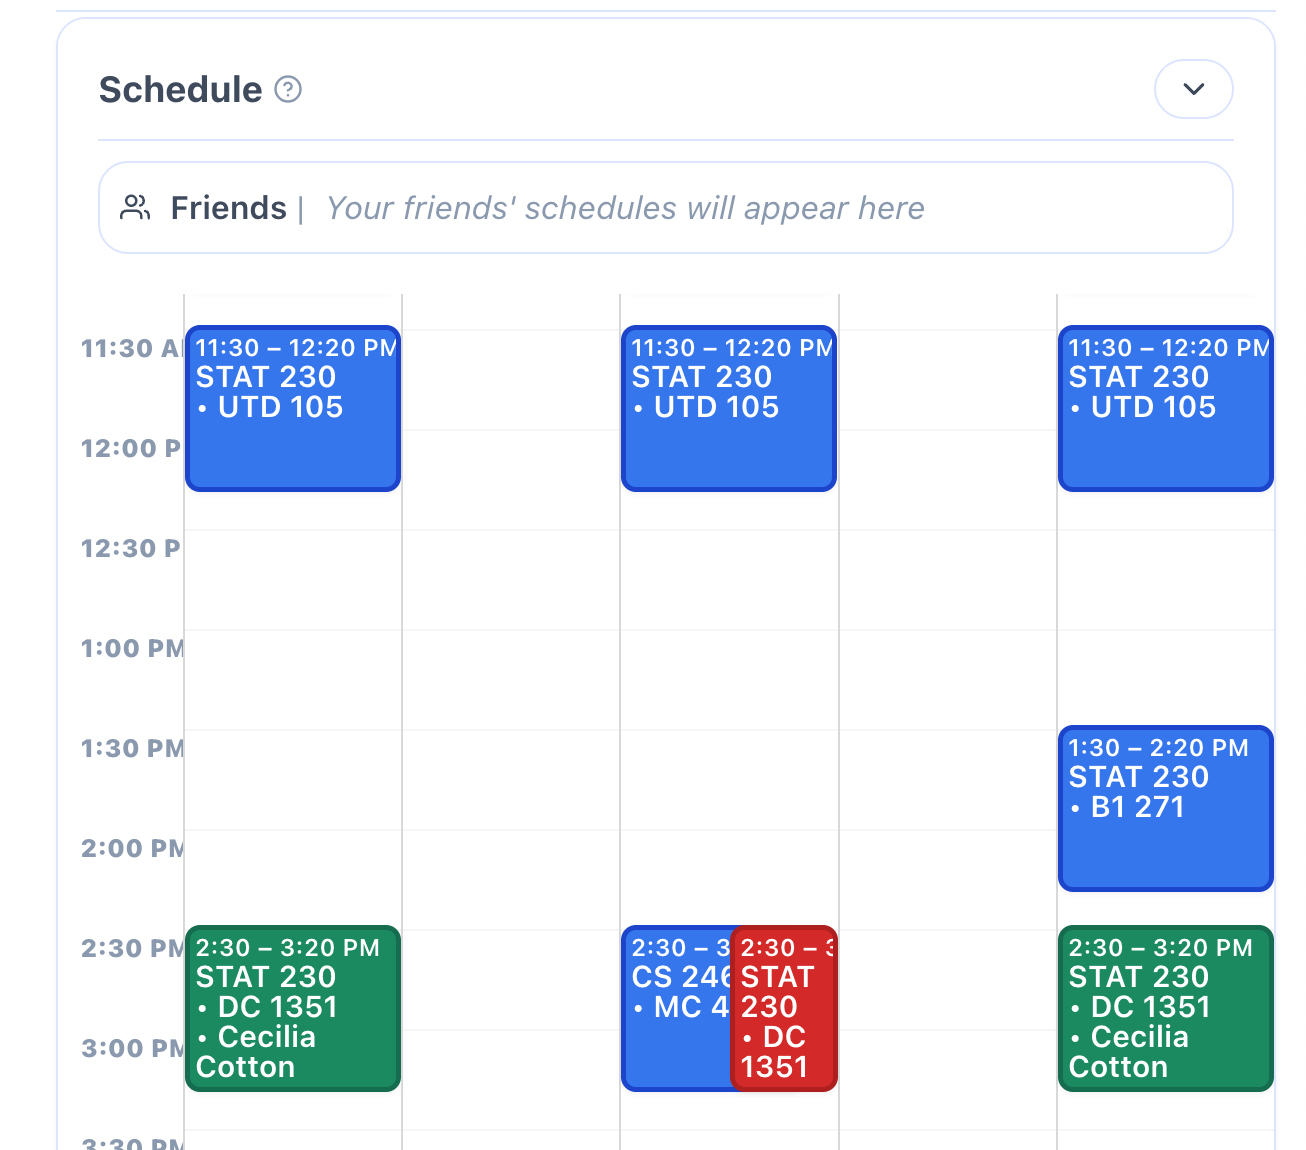 Schedule
Friends | Your friends' schedules will appear here
11:30 A
11:30 – 12:20 PM
STAT 230
• UTD 105
11:30 – 12:20 PM
STAT 230
• UTD 105
11:30 – 12:20 PM
STAT 230
• UTD 105
12:00 P
12:30 P
1:00 PM
1:30 PM
1:30 – 2:20 PM
STAT 230
• B1 271
2:00 PM
2:30 PM
2:30 – 3:20 PM
STAT 230
• DC 1351
• Cecilia
Cotton
2:30 – 3
CS 246
• MC 4
2:30 – 3
STAT
230
• DC
1351
2:30 – 3:20 PM
STAT 230
• DC 1351
• Cecilia
Cotton
3:00 PM
3:30 PM